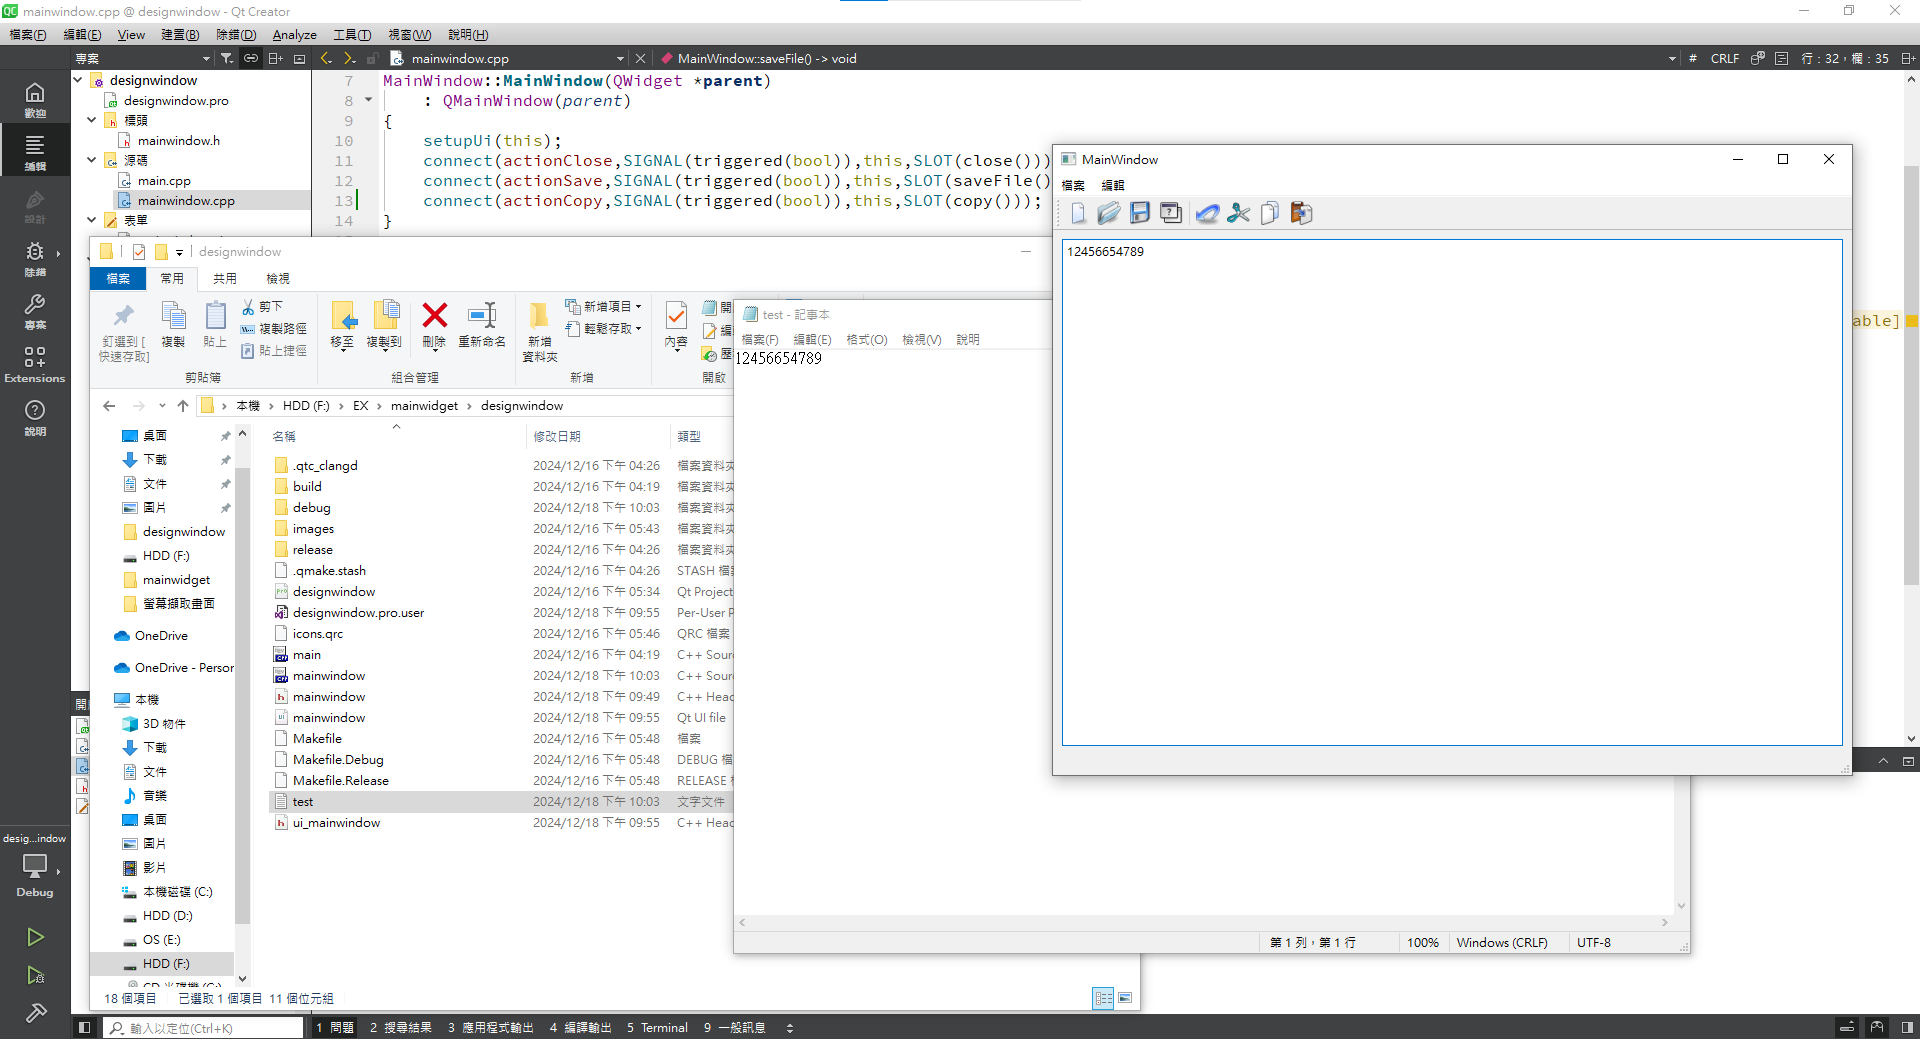 mainwindow.cpp @ designwindow - Qt Creator
檔案(F) 編輯(E) View 建置(B) 除錯(D) Analyze 工具(T) 視窗(W) 說明(H)
專案
mainwindow.cpp
MainWindow::saveFile() -> void
# CRLF
行：32，欄：35
歡迎
編輯
設計
除錯
專案
Extensions
說明
desig...indow
Debug
designwindow
designwindow.pro
標頭
mainwindow.h
源碼
main.cpp
mainwindow.cpp
表單
7 MainWindow::MainWindow(QWidget *parent)
8 : QMainWindow(parent)
9 {
10 setupUi(this);
11 connect(actionClose,SIGNAL(triggered(bool)),this,SLOT(close()))
12 connect(actionSave,SIGNAL(triggered(bool)),this,SLOT(saveFile()
13 connect(actionCopy,SIGNAL(triggered(bool)),this,SLOT(copy()));
14 }
able]
designwindow
檔案 常用 共用 檢視
釘選到 [
快速存取]
複製
貼上
剪下
複製路徑
貼上捷徑
剪貼簿
移至
複製到
刪除
重新命名
組合管理
新增
資料夾
新增項目
輕鬆存取
新增
內容
開
編
歷
開啟
本機 HDD (F:) EX mainwidget designwindow
桌面
下載
文件
圖片
designwindow
HDD (F:)
mainwidget
螢幕擷取畫面
OneDrive
OneDrive - Person
本機
3D 物件
下載
文件
音樂
桌面
圖片
影片
本機磁碟 (C:)
HDD (D:)
OS (E:)
HDD (F:)
名稱 修改日期 類型
.qtc_clangd 2024/12/16 下午 04:26 檔案資料夾
build 2024/12/16 下午 04:19 檔案資料夾
debug 2024/12/18 下午 10:03 檔案資料夾
images 2024/12/16 下午 05:43 檔案資料夾
release 2024/12/16 下午 04:26 檔案資料夾
.qmake.stash 2024/12/16 下午 04:26 STASH 檔案
designwindow 2024/12/16 下午 05:34 Qt Project
designwindow.pro.user 2024/12/18 下午 09:55 Per-User P
icons.qrc 2024/12/16 下午 05:46 QRC 檔案
main 2024/12/16 下午 04:19 C++ Sour
mainwindow 2024/12/18 下午 10:03 C++ Sour
mainwindow 2024/12/18 下午 09:49 C++ Head
mainwindow 2024/12/18 下午 09:55 Qt UI file
Makefile 2024/12/16 下午 05:48 檔案
Makefile.Debug 2024/12/16 下午 05:48 DEBUG 檔
Makefile.Release 2024/12/16 下午 05:48 RELEASE
test 2024/12/18 下午 10:03 文字文件
ui_mainwindow 2024/12/18 下午 09:55 C++ Head
18 個項目 已選取 1 個項目 11 個位元組
test - 記事本
檔案(F) 編輯(E) 格式(O) 檢視(V) 說明
12456654789
第 1 列，第 1 行 100% Windows (CRLF) UTF-8
MainWindow
檔案 編輯
12456654789
輸入以定位(Ctrl+K)
1 問題 2 搜尋結果 3 應用程式輸出 4 編譯輸出 5 Terminal 9 一般訊息